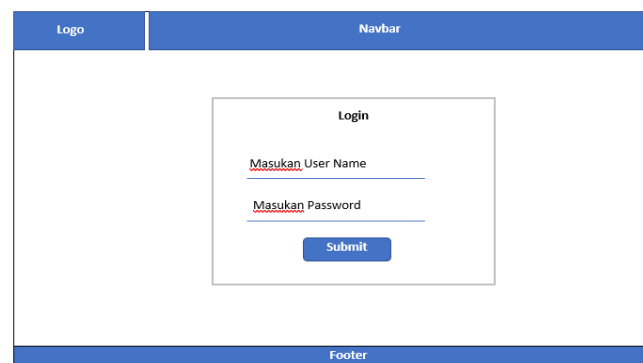 Logo
Navbar
Login
Masukan User Name
Masukan Password
Submit
Footer